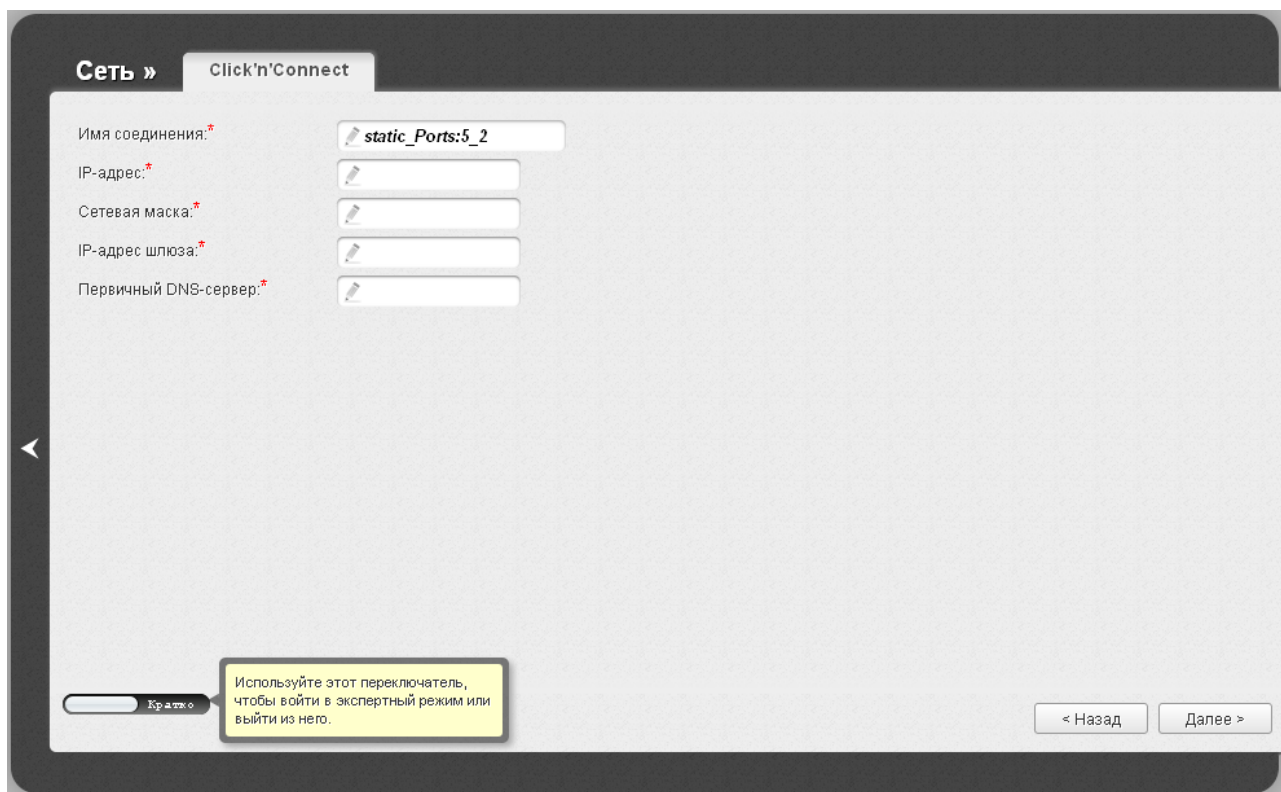 Сеть »
Click'n'Connect
Имя соединения:*
static_Ports:5_2
IP-адрес:*
Сетевая маска:*
IP-адрес шлюза:*
Первичный DNS-сервер:*
Кратко
Используйте этот переключатель,
чтобы войти в экспертный режим или
выйти из него.
< Назад
Далее >